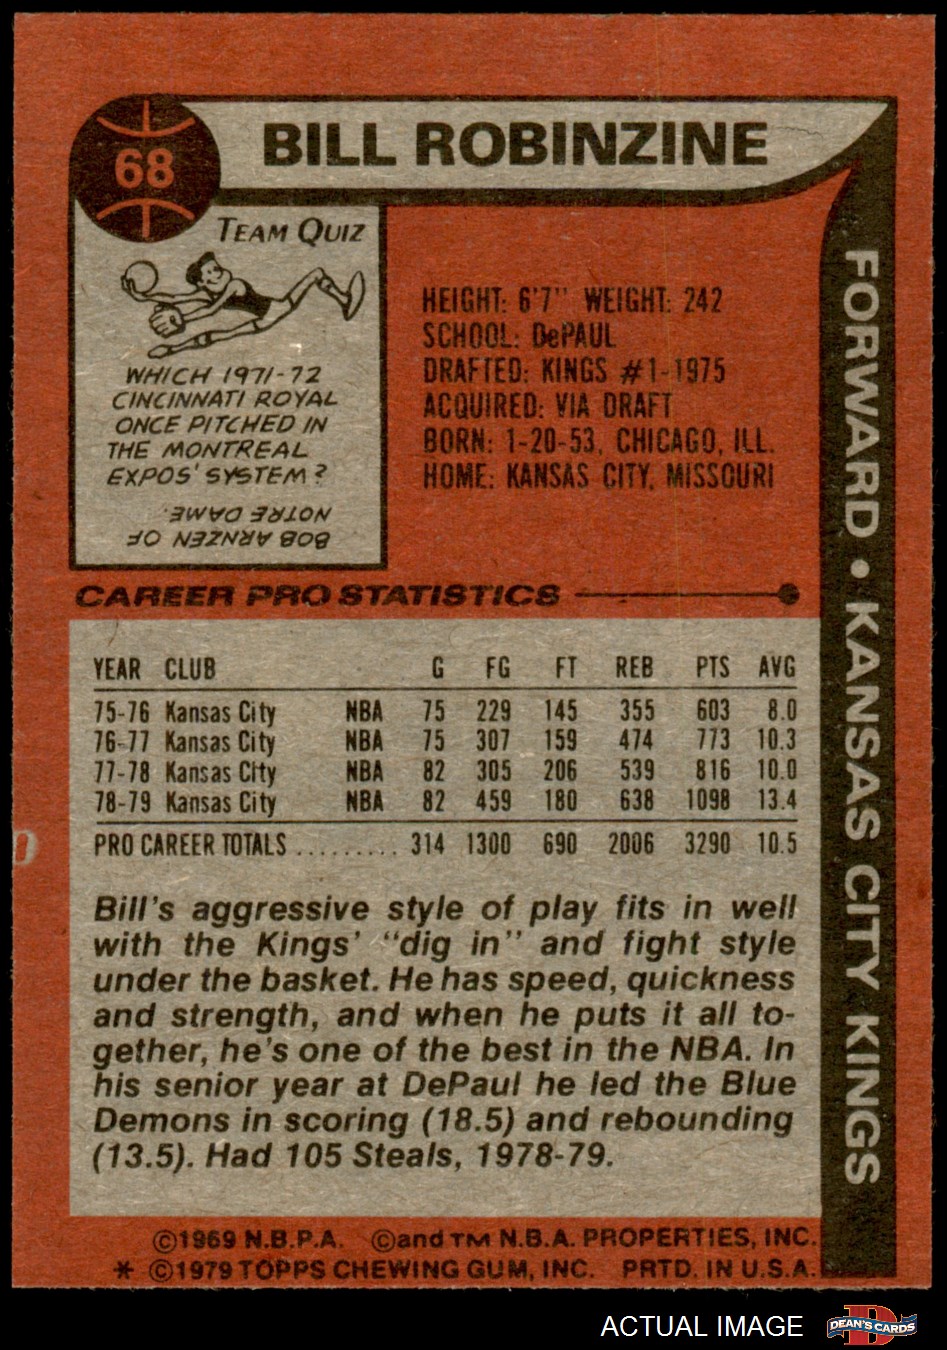 68
BILL ROBINZINE
TEAM QUIZ
WHICH 1971-72
CINCINNATI ROYAL
ONCE PITCHED IN
THE MONTREAL
EXPOS' SYSTEM?
BOB ARNZEN OF
NOTRE DAME.
HEIGHT: 6'7" WEIGHT: 242
SCHOOL: DePAUL
DRAFTED: KINGS #1-1975
ACQUIRED: VIA DRAFT
BORN: 1-20-53, CHICAGO, ILL.
HOME: KANSAS CITY, MISSOURI
FORWARD • KANSAS CITY KINGS
CAREER PRO STATISTICS
YEAR CLUB G FG FT REB PTS AVG
75-76 Kansas City NBA 75 229 145 355 603 8.0
76-77 Kansas City NBA 75 307 159 474 773 10.3
77-78 Kansas City NBA 82 305 206 539 816 10.0
78-79 Kansas City NBA 82 459 180 638 1098 13.4
PRO CAREER TOTALS ......... 314 1300 690 2006 3290 10.5
Bill's aggressive style of play fits in well
with the Kings' "dig in" and fight style
under the basket. He has speed, quickness
and strength, and when he puts it all to-
gether, he's one of the best in the NBA. In
his senior year at DePaul he led the Blue
Demons in scoring (18.5) and rebounding
(13.5). Had 105 Steals, 1978-79.
©1969 N.B.P.A. ©and TM N.B.A. PROPERTIES, INC.
* ©1979 TOPPS CHEWING GUM, INC. PRTD. IN U.S.A.
ACTUAL IMAGE
DEAN'S CARDS